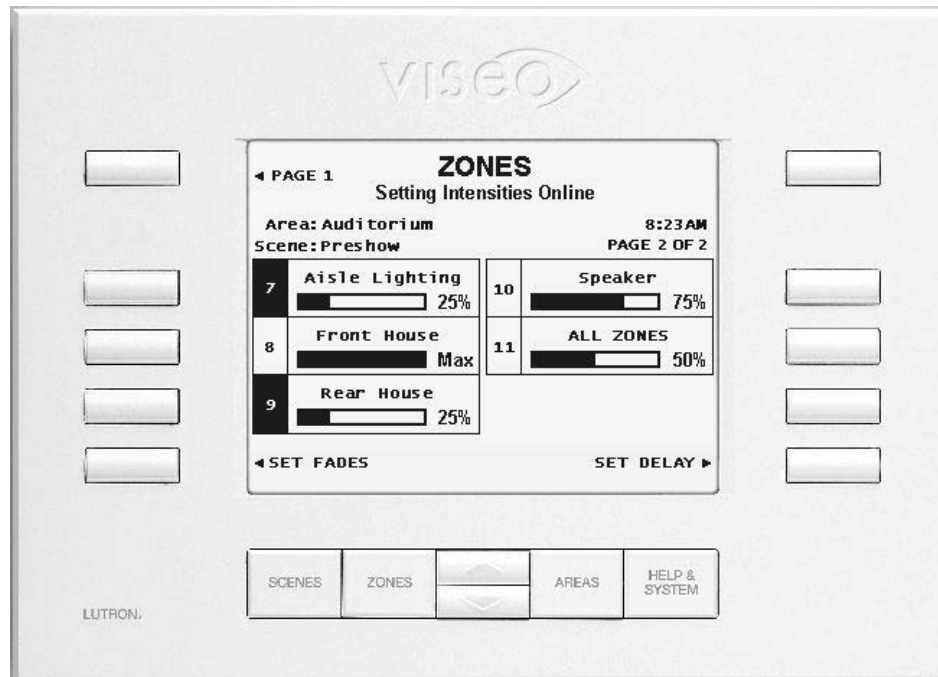 VISEO
◄ PAGE 1
ZONES
Setting Intensities Online
Area: Auditorium
8:23AM
Scene: Preshow
PAGE 2 OF 2
7 Aisle Lighting 25%
8 Front House Max
9 Rear House 25%
10 Speaker 75%
11 ALL ZONES 50%
◄ SET FADES
SET DELAY ►
SCENES
ZONES
AREAS
HELP &
SYSTEM
LUTRON.